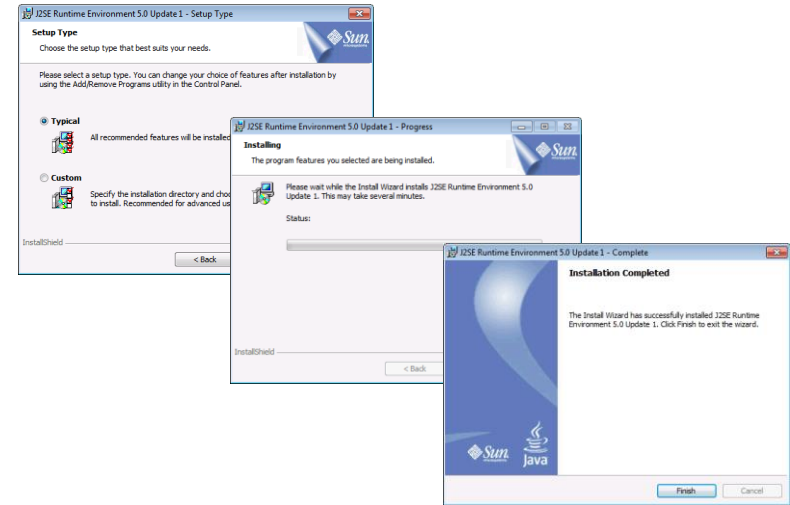 J2SE Runtime Environment 5.0 Update 1 - Setup Type
Setup Type
Choose the setup type that best suits your needs.
Sun
microsystems
Please select a setup type. You can change your choice of features after installation by
using the Add/Remove Programs utility in the Control Panel.
Typical
All recommended features will be installed
Custom
Specify the installation directory and
to install. Recommended for advanced
InstallShield
< Back
J2SE Runtime Environment 5.0 Update 1 - Progress
Installing
The program features you selected are being installed.
Sun
microsystems
Please wait while the Install Wizard installs J2SE Runtime Environment 5.0
Update 1. This may take several minutes.
Status:
InstallShield
< Back
J2SE Runtime Environment 5.0 Update 1 - Complete
Installation Completed
The Install Wizard has successfully installed J2SE Runtime
Environment 5.0 Update 1. Click Finish to exit the wizard.
Sun
microsystems
Java
Finish
Cancel